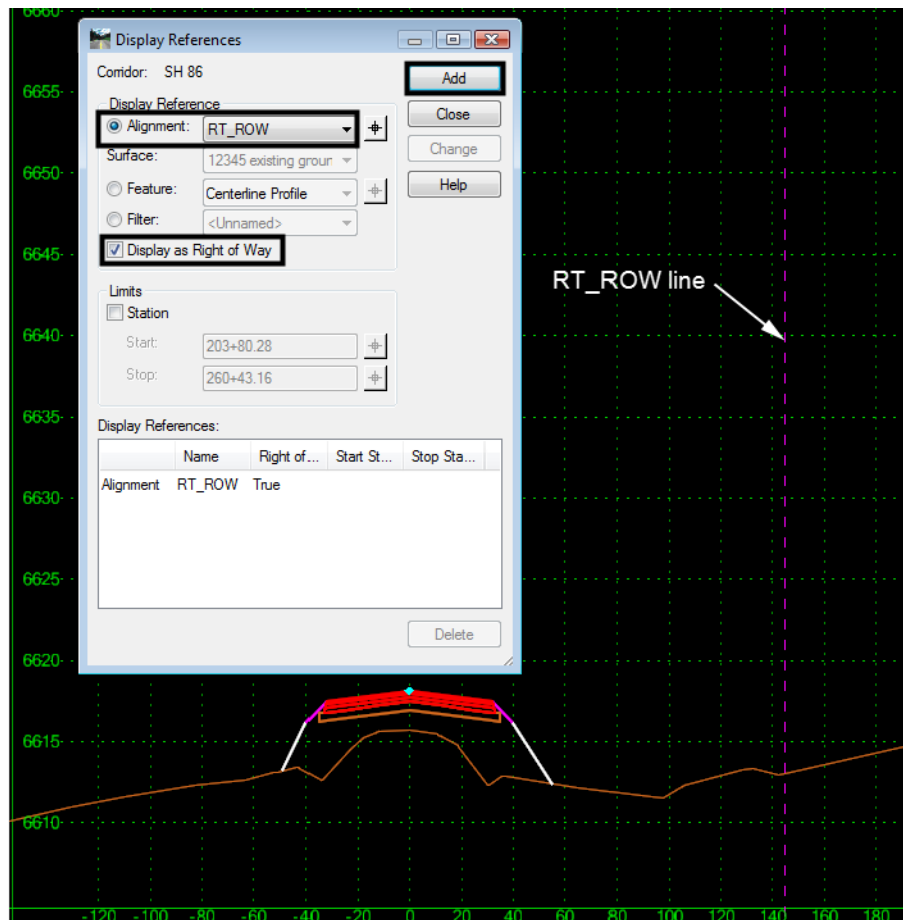 6660
Display References
Corridor: SH 86
Add
6655
Display Reference
Alignment: RT_ROW
Close
Surface: 12345 existing groun
Change
6650
Feature: Centerline Profile
Help
Filter: <Unnamed>
6645
Display as Right of Way
RT_ROW line
Limits
Station
6640
Start: 203+80.28
Stop: 260+43.16
6635
Display References:
Name Right of... Start St... Stop Sta...
Alignment RT_ROW True
6630
6625
Delete
6620
6615
6610
-120 -100 -80 -60 -40 -20 0 20 40 60 80 100 120 140 160 180